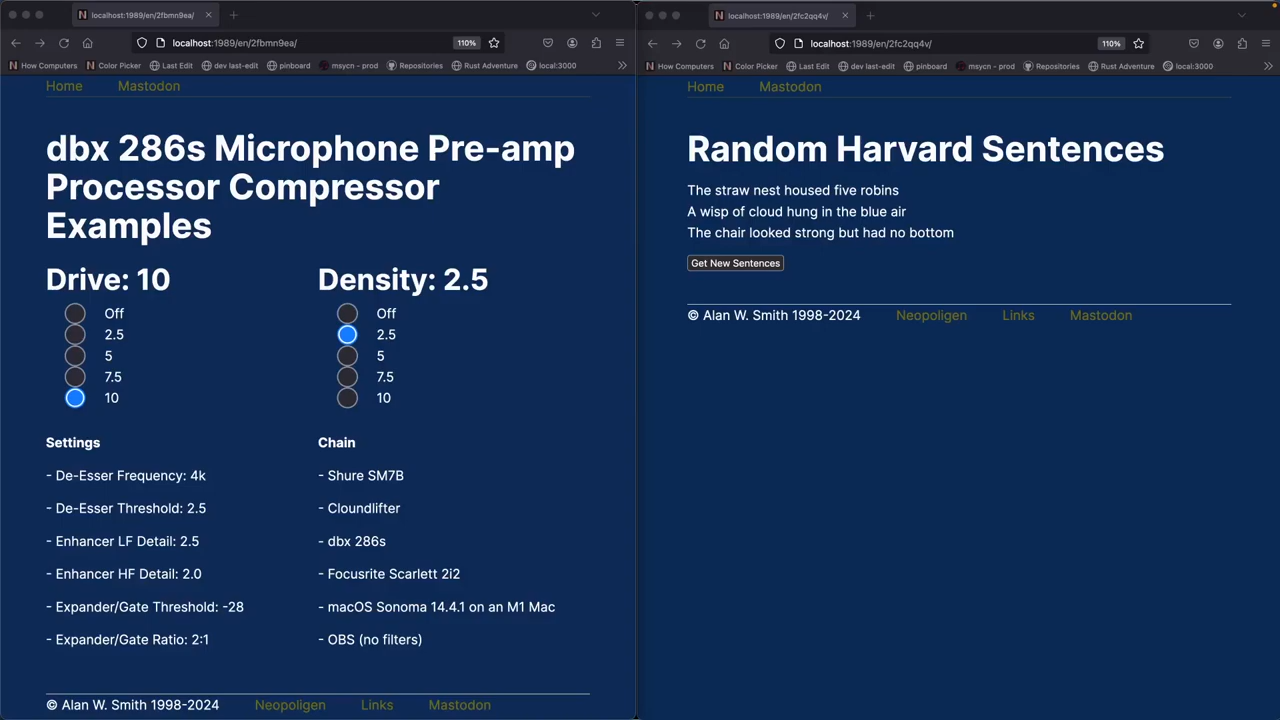 localhost:1989/en/2fbmn9ea/
localhost:1989/en/2fbmn9ea/
110%
How Computers
Color Picker
Last Edit
dev last-edit
pinboard
msycn - prod
Repositories
Rust Adventure
local:3000
Home
Mastodon
dbx 286s Microphone Pre-amp
Processor Compressor
Examples
Drive: 10
Off
2.5
5
7.5
10
Density: 2.5
Off
2.5
5
7.5
10
Settings
- De-Esser Frequency: 4k
- De-Esser Threshold: 2.5
- Enhancer LF Detail: 2.5
- Enhancer HF Detail: 2.0
- Expander/Gate Threshold: -28
- Expander/Gate Ratio: 2:1
Chain
- Shure SM7B
- Cloundlifter
- dbx 286s
- Focusrite Scarlett 2i2
- macOS Sonoma 14.4.1 on an M1 Mac
- OBS (no filters)
© Alan W. Smith 1998-2024
Neopoligen
Links
Mastodon
localhost:1989/en/2fc2qq4v/
localhost:1989/en/2fc2qq4v/
110%
How Computers
Color Picker
Last Edit
dev last-edit
pinboard
msycn - prod
Repositories
Rust Adventure
local:3000
Home
Mastodon
Random Harvard Sentences
The straw nest housed five robins
A wisp of cloud hung in the blue air
The chair looked strong but had no bottom
Get New Sentences
© Alan W. Smith 1998-2024
Neopoligen
Links
Mastodon